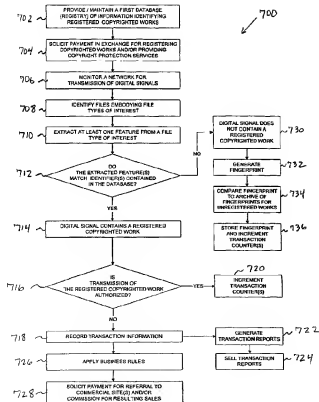 700
702
PROVIDE / MAINTAIN A FIRST DATABASE
(REGISTRY) OF INFORMATION IDENTIFYING
REGISTERED COPYRIGHTED WORKS
704
SOLICIT PAYMENT IN EXCHANGE FOR REGISTERING
COPYRIGHTED WORKS AND/OR PROVIDING
COPYRIGHT PROTECTION SERVICES
706
MONITOR A NETWORK FOR
TRANSMISSION OF DIGITAL SIGNALS
708
IDENTIFY FILES EMBODYING FILE
TYPES OF INTEREST
710
EXTRACT AT LEAST ONE FEATURE FROM A FILE
TYPE OF INTEREST
712
DO
THE EXTRACTED FEATURE(S)
MATCH IDENTIFIER(S) CONTAINED
IN THE DATABASE?
NO
YES
730
DIGITAL SIGNAL DOES
NOT CONTAIN A
REGISTERED
COPYRIGHTED WORK
732
GENERATE
FINGERPRINT
734
COMPARE FINGERPRINT
TO ARCHIVE OF
FINGERPRINTS FOR
UNREGISTERED WORKS
736
STORE FINGERPRINT
AND INCREMENT
TRANSACTION
COUNTER(S)
714
DIGITAL SIGNAL CONTAINS A REGISTERED
COPYRIGHTED WORK
716
IS
TRANSMISSION OF
THE REGISTERED COPYRIGHTED WORK
AUTHORIZED?
YES
720
INCREMENT
TRANSACTION
COUNTER(S)
NO
718
RECORD TRANSACTION INFORMATION
722
GENERATE
TRANSACTION REPORTS
724
SELL TRANSACTION
REPORTS
726
APPLY BUSINESS RULES
728
SOLICIT PAYMENT FOR REFERRAL TO
COMMERCIAL SITE(S) AND/OR
COMMISSION FOR RESULTING SALES